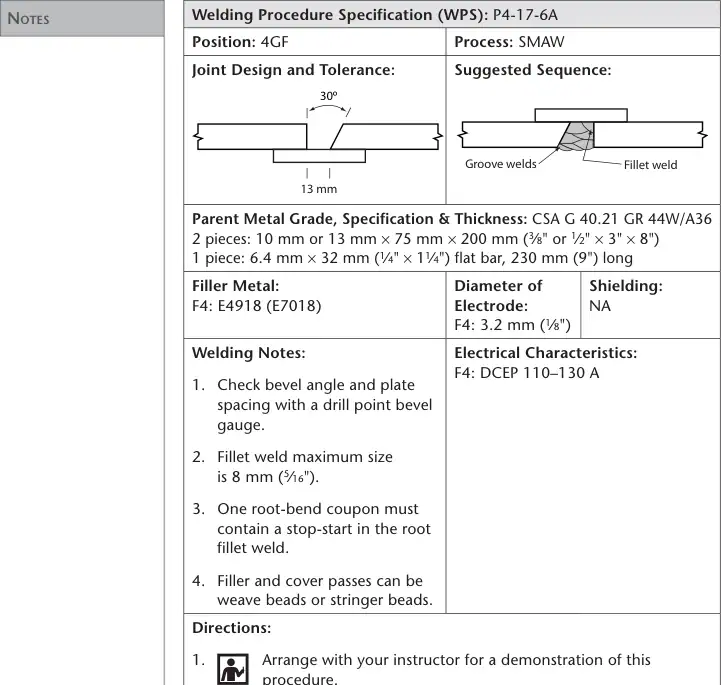 NOTES
Welding Procedure Specification (WPS): P4-17-6A
Position: 4GF
Process: SMAW
Joint Design and Tolerance:
30º
13 mm
Suggested Sequence:
Groove welds
Fillet weld
Parent Metal Grade, Specification & Thickness: CSA G 40.21 GR 44W/A36
2 pieces: 10 mm or 13 mm × 75 mm × 200 mm (⅜" or ½" × 3" × 8")
1 piece: 6.4 mm × 32 mm (¼" × 1¼") flat bar, 230 mm (9") long
Filler Metal:
F4: E4918 (E7018)
Diameter of
Electrode:
F4: 3.2 mm (⅛")
Shielding:
NA
Welding Notes:
1. Check bevel angle and plate
spacing with a drill point bevel
gauge.
2. Fillet weld maximum size
is 8 mm (5⁄16").
3. One root-bend coupon must
contain a stop-start in the root
fillet weld.
4. Filler and cover passes can be
weave beads or stringer beads.
Electrical Characteristics:
F4: DCEP 110–130 A
Directions:
1. Arrange with your instructor for a demonstration of this
procedure.